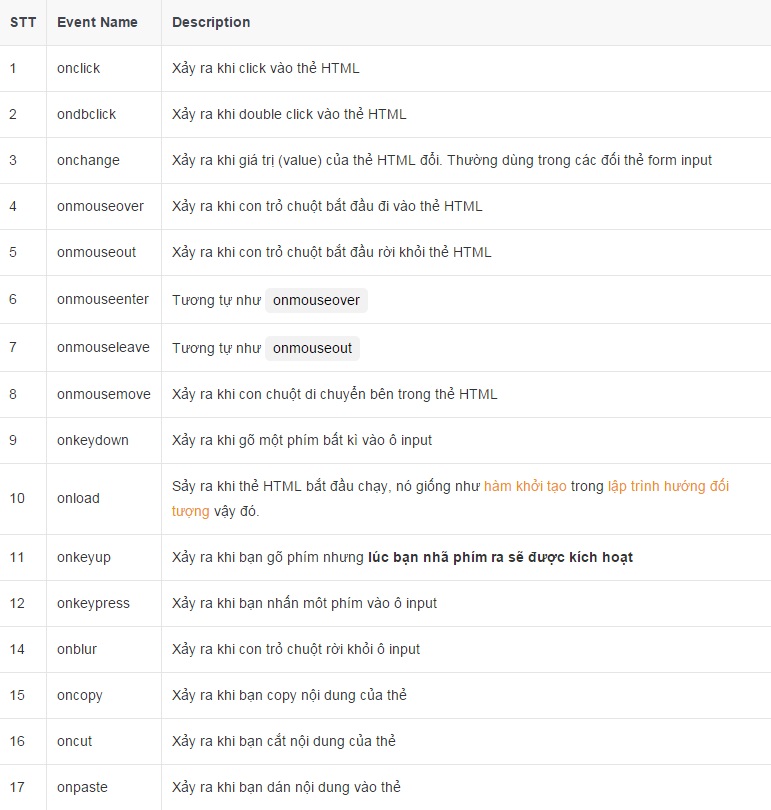 STT Event Name Description
1 onclick Xảy ra khi click vào thẻ HTML
2 ondbclick Xảy ra khi double click vào thẻ HTML
3 onchange Xảy ra khi giá trị (value) của thẻ HTML đổi. Thường dùng trong các đối thẻ form input
4 onmouseover Xảy ra khi con trỏ chuột bắt đầu đi vào thẻ HTML
5 onmouseout Xảy ra khi con trỏ chuột bắt đầu rời khỏi thẻ HTML
6 onmouseenter Tương tự như onmouseover
7 onmouseleave Tương tự như onmouseout
8 onmousemove Xảy ra khi con chuột di chuyển bên trong thẻ HTML
9 onkeydown Xảy ra khi gõ một phím bất kì vào ô input
10 onload Sảy ra khi thẻ HTML bắt đầu chạy, nó giống như hàm khởi tạo trong lập trình hướng đối
tượng vậy đó.
11 onkeyup Xảy ra khi bạn gõ phím nhưng lúc bạn nhã phím ra sẽ được kích hoạt
12 onkeypress Xảy ra khi bạn nhấn môt phím vào ô input
14 onblur Xảy ra khi con trỏ chuột rời khỏi ô input
15 oncopy Xảy ra khi bạn copy nội dung của thẻ
16 oncut Xảy ra khi bạn cắt nội dung của thẻ
17 onpaste Xảy ra khi bạn dán nội dung vào thẻ